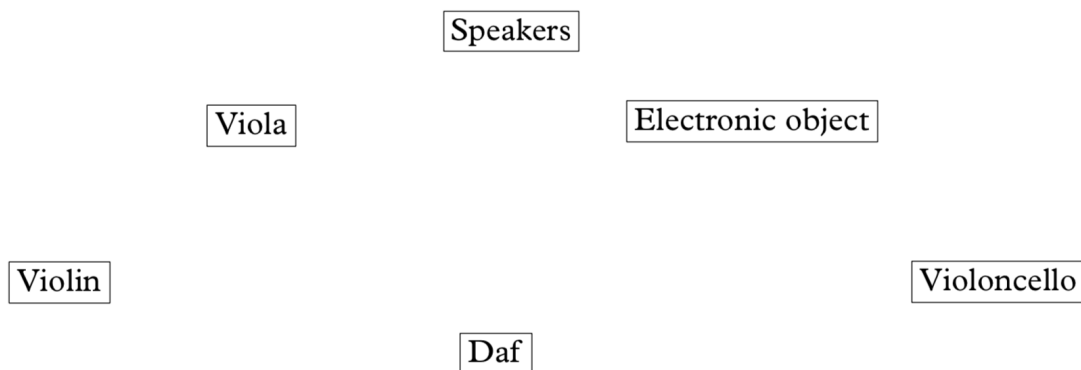 Speakers
Viola
Electronic object
Violin
Violoncello
Daf